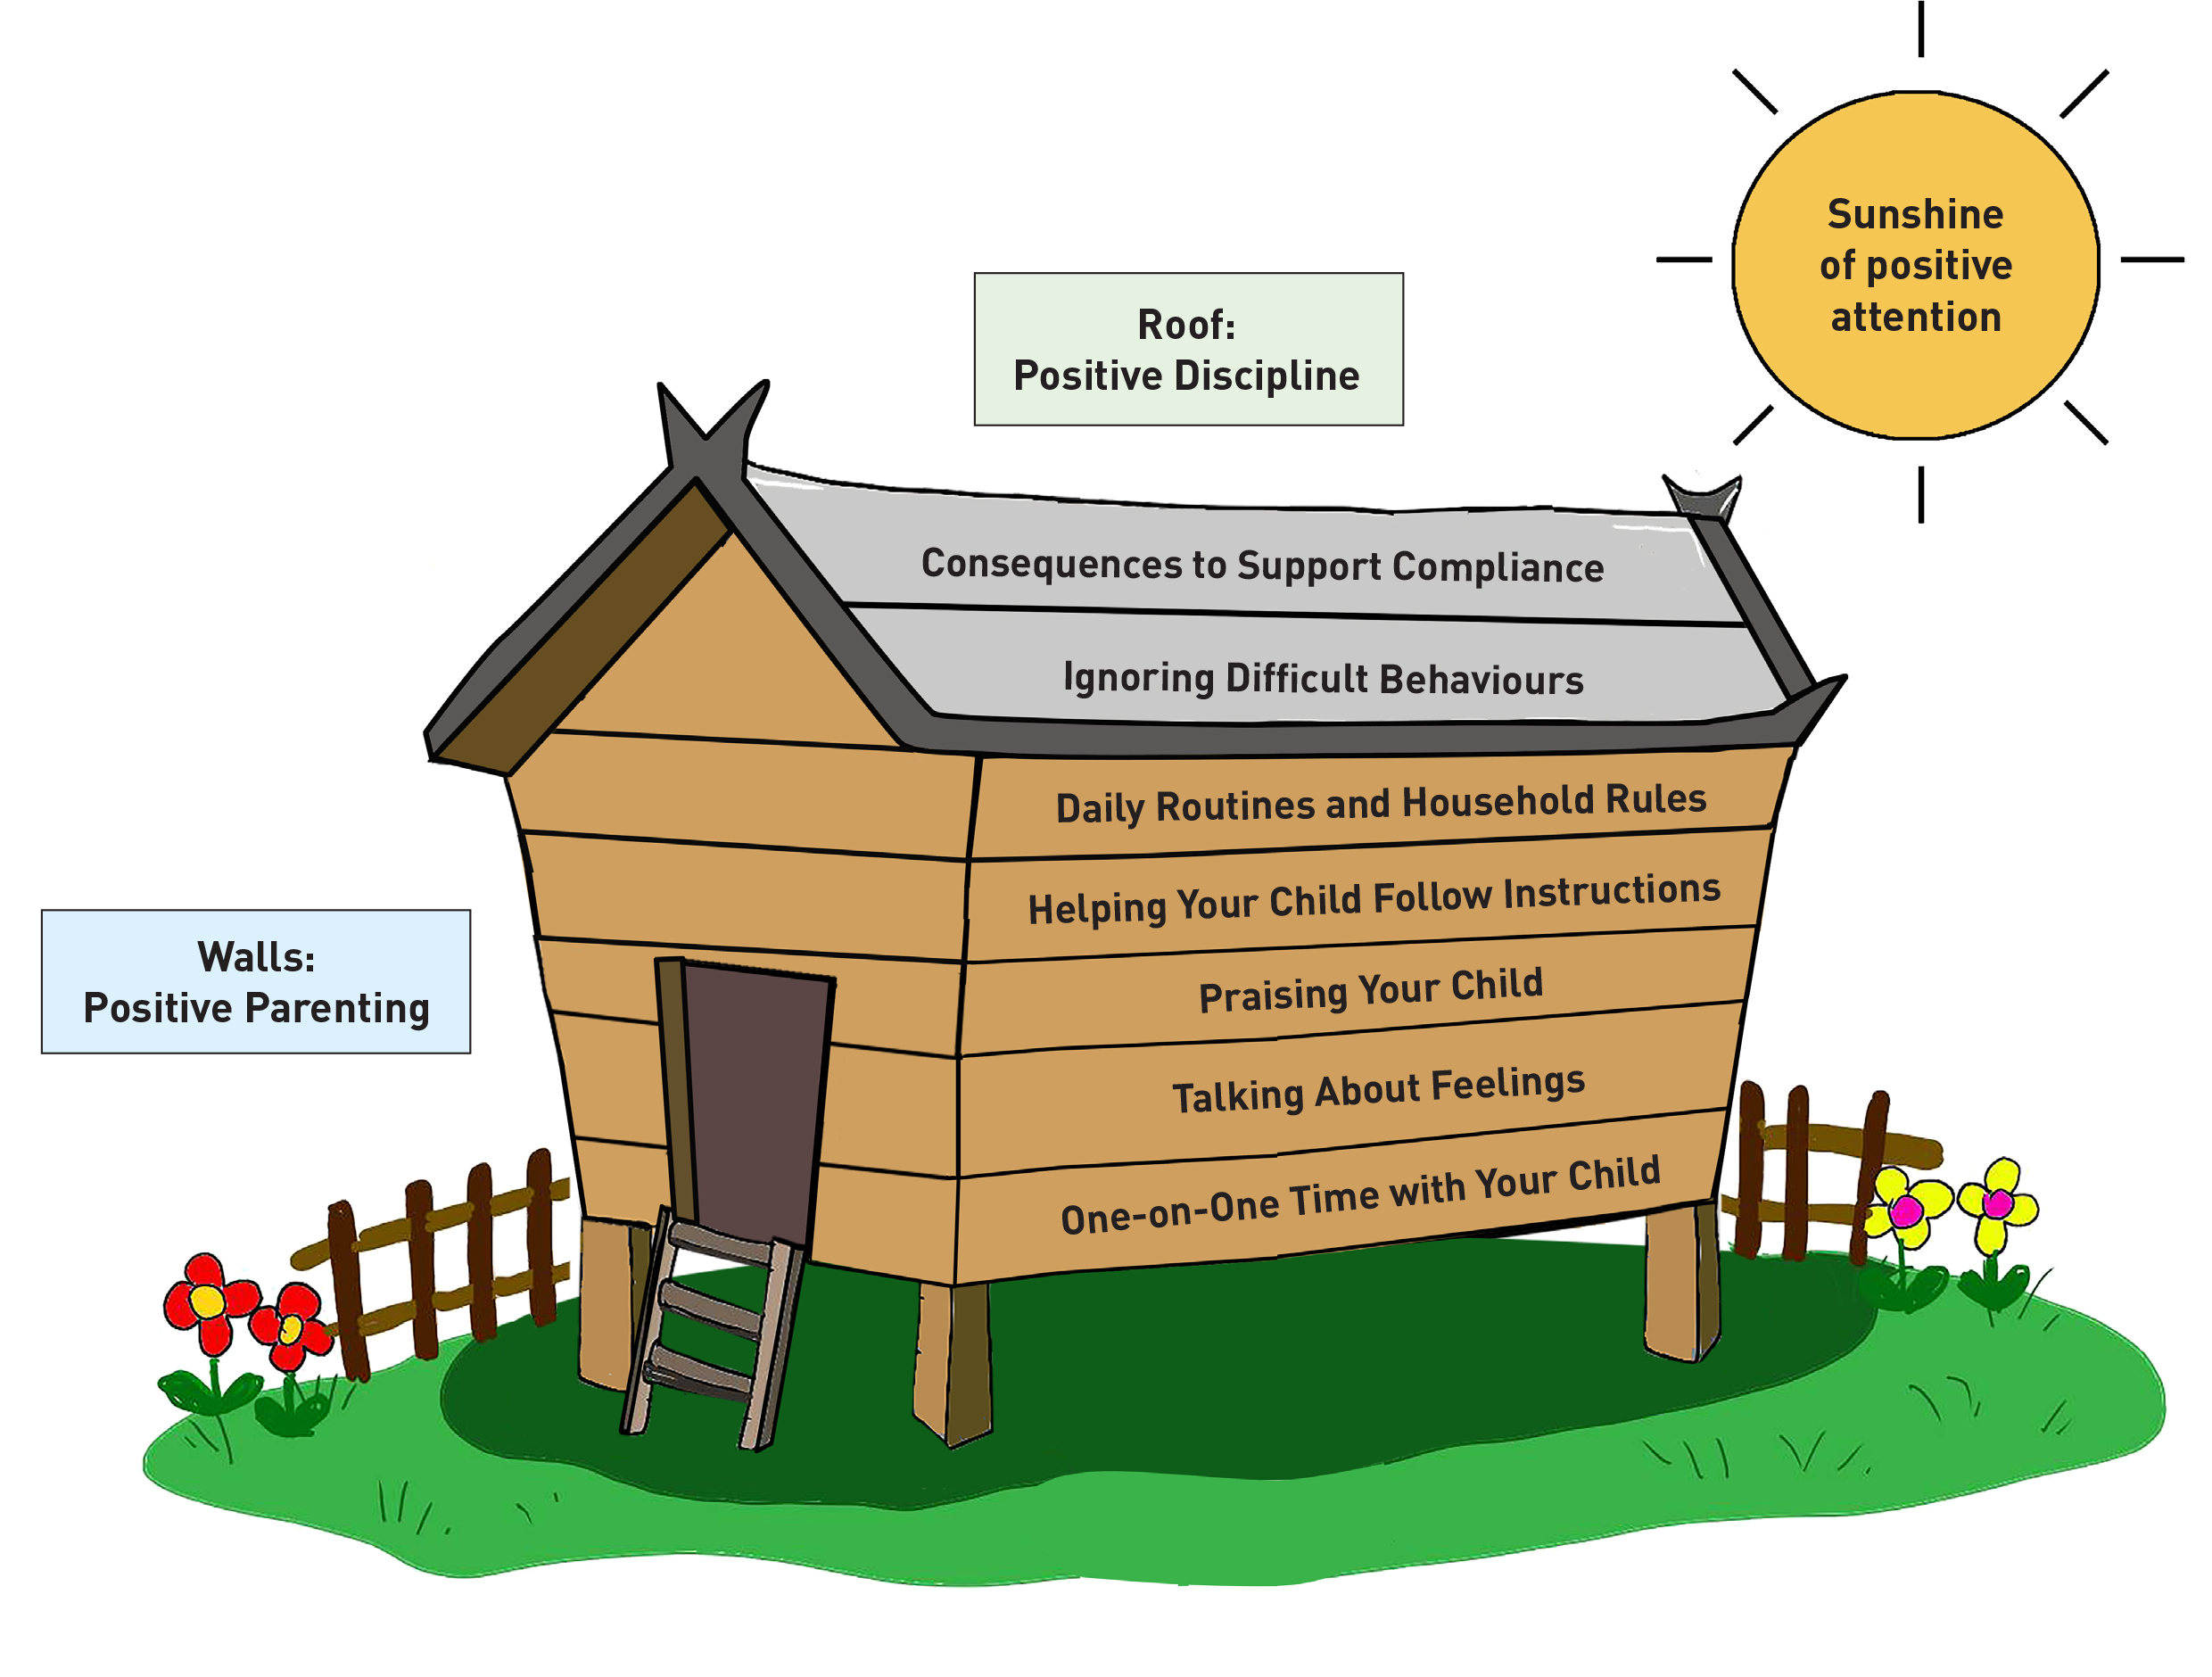 Sunshine
of positive
attention
Roof:
Positive Discipline
Consequences to Support Compliance
Ignoring Difficult Behaviours
Daily Routines and Household Rules
Helping Your Child Follow Instructions
Praising Your Child
Talking About Feelings
One-on-One Time with Your Child
Walls:
Positive Parenting